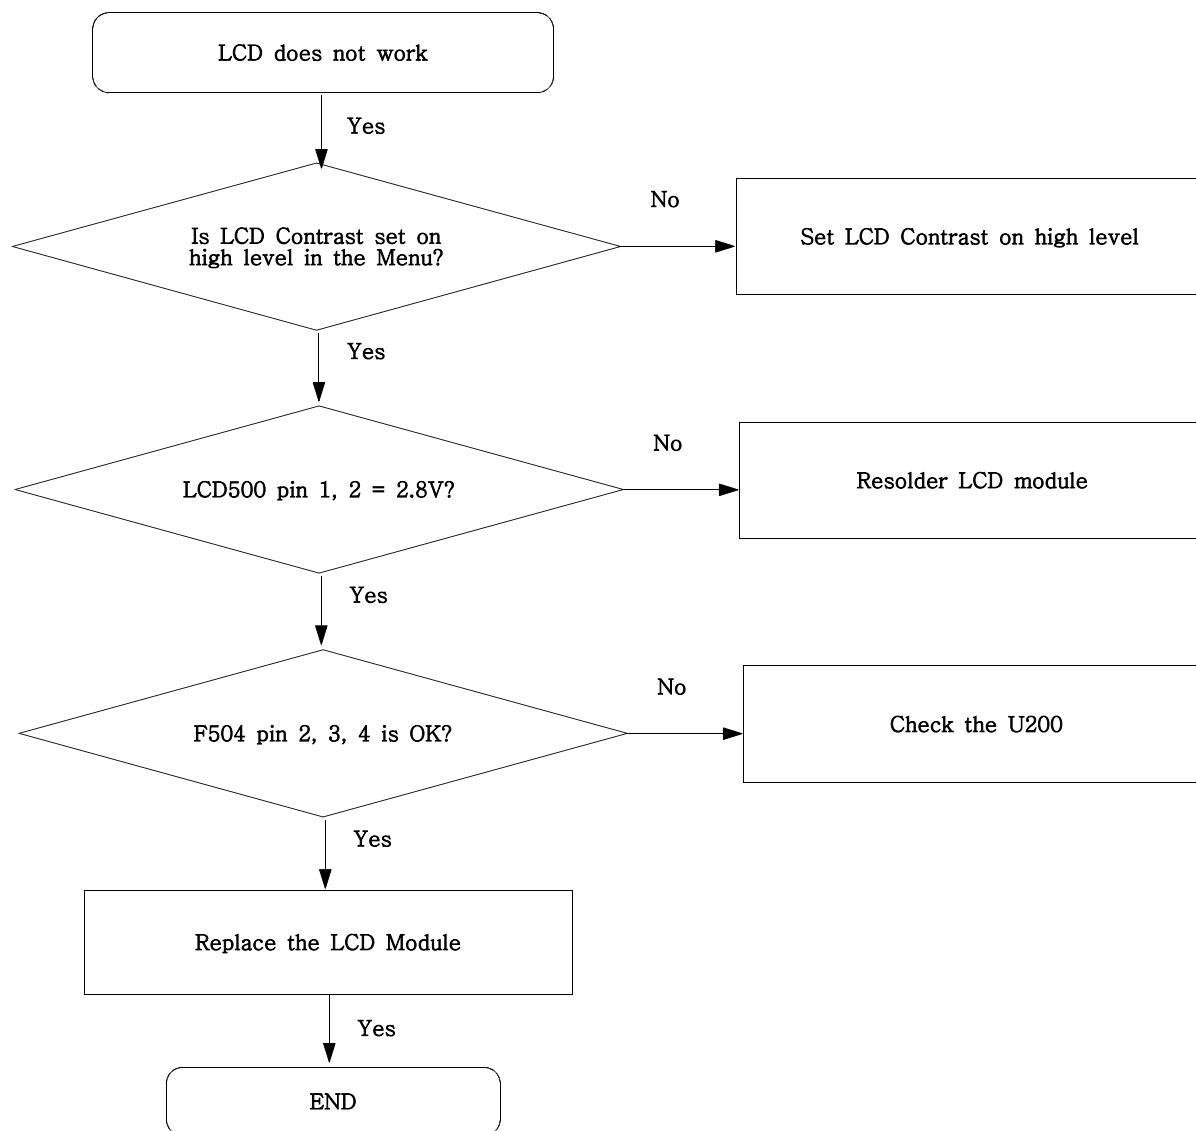 LCD does not work
Yes
Is LCD Contrast set on
high level in the Menu?
No
Set LCD Contrast on high level
Yes
LCD500 pin 1, 2 = 2.8V?
No
Resolder LCD module
Yes
F504 pin 2, 3, 4 is OK?
No
Check the U200
Yes
Replace the LCD Module
Yes
END